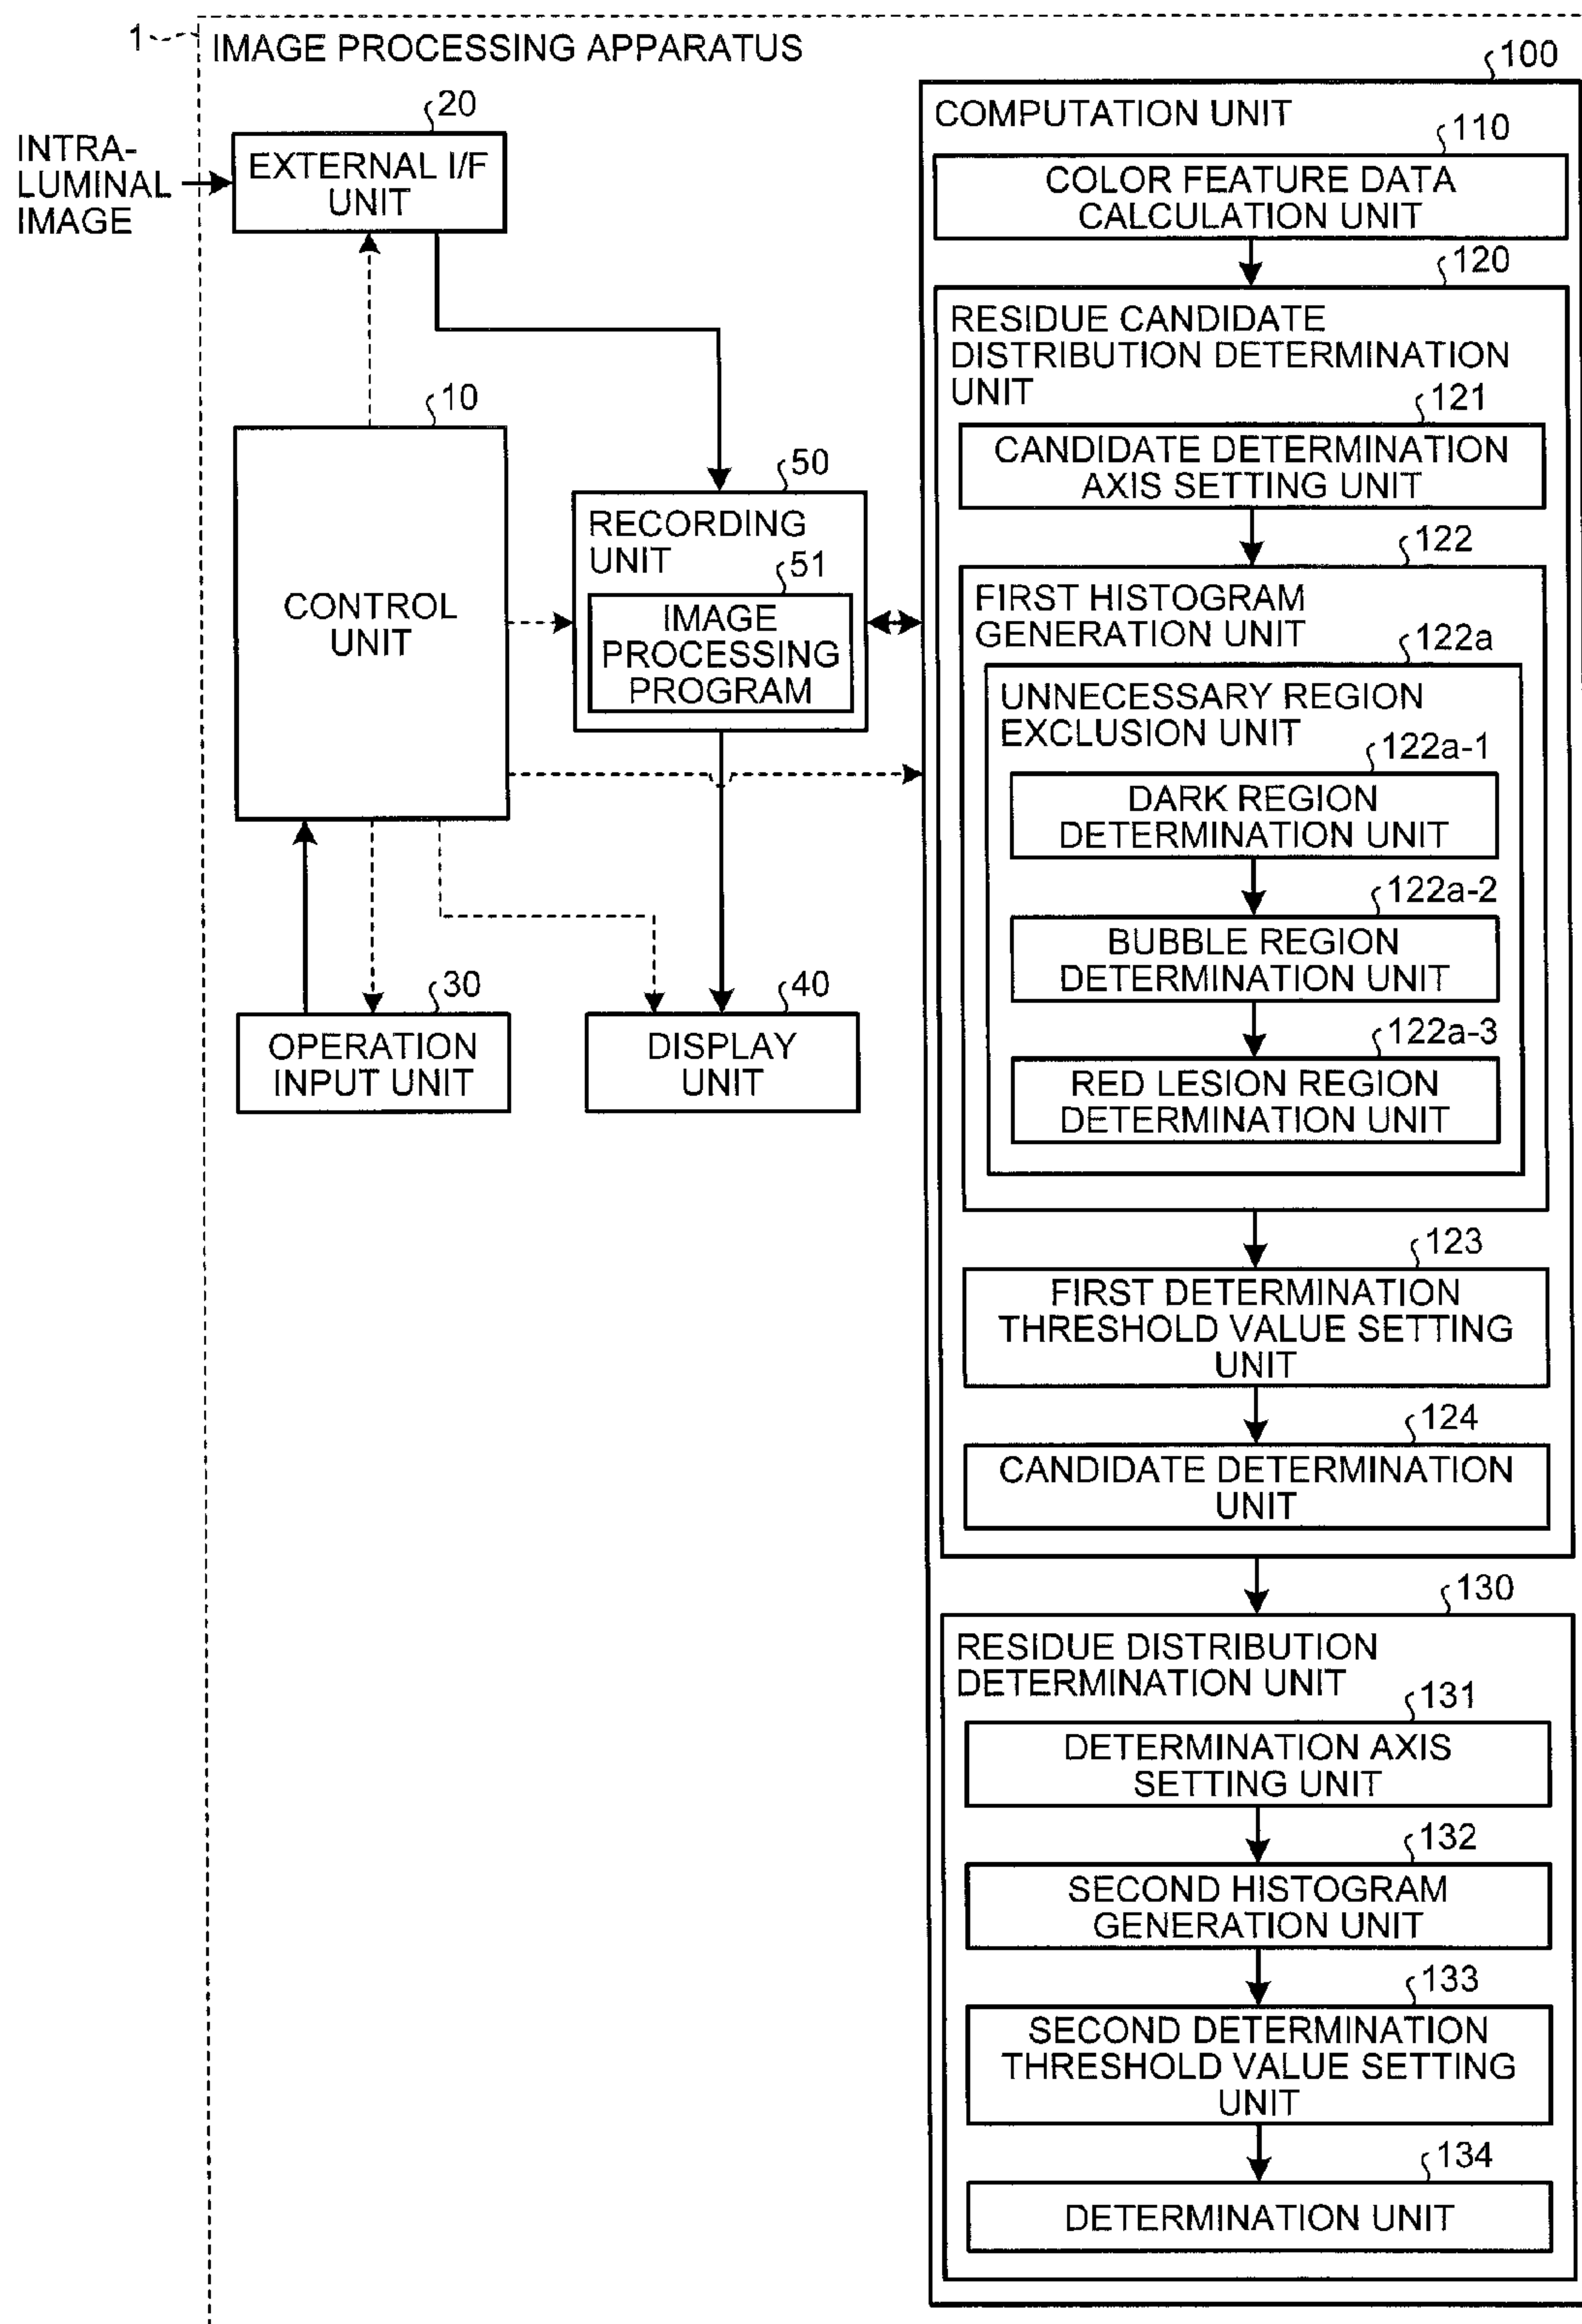 1
IMAGE PROCESSING APPARATUS
INTRA-
LUMINAL
IMAGE
20
EXTERNAL I/F
UNIT
10
CONTROL
UNIT
50
RECORDING
UNIT
51
IMAGE
PROCESSING
PROGRAM
30
OPERATION
INPUT UNIT
40
DISPLAY
UNIT
100
COMPUTATION UNIT
110
COLOR FEATURE DATA
CALCULATION UNIT
120
RESIDUE CANDIDATE
DISTRIBUTION DETERMINATION
UNIT
121
CANDIDATE DETERMINATION
AXIS SETTING UNIT
122
FIRST HISTOGRAM
GENERATION UNIT
122a
UNNECESSARY REGION
EXCLUSION UNIT
122a-1
DARK REGION
DETERMINATION UNIT
122a-2
BUBBLE REGION
DETERMINATION UNIT
122a-3
RED LESION REGION
DETERMINATION UNIT
123
FIRST DETERMINATION
THRESHOLD VALUE SETTING
UNIT
124
CANDIDATE DETERMINATION
UNIT
130
RESIDUE DISTRIBUTION
DETERMINATION UNIT
131
DETERMINATION AXIS
SETTING UNIT
132
SECOND HISTOGRAM
GENERATION UNIT
133
SECOND DETERMINATION
THRESHOLD VALUE SETTING
UNIT
134
DETERMINATION UNIT